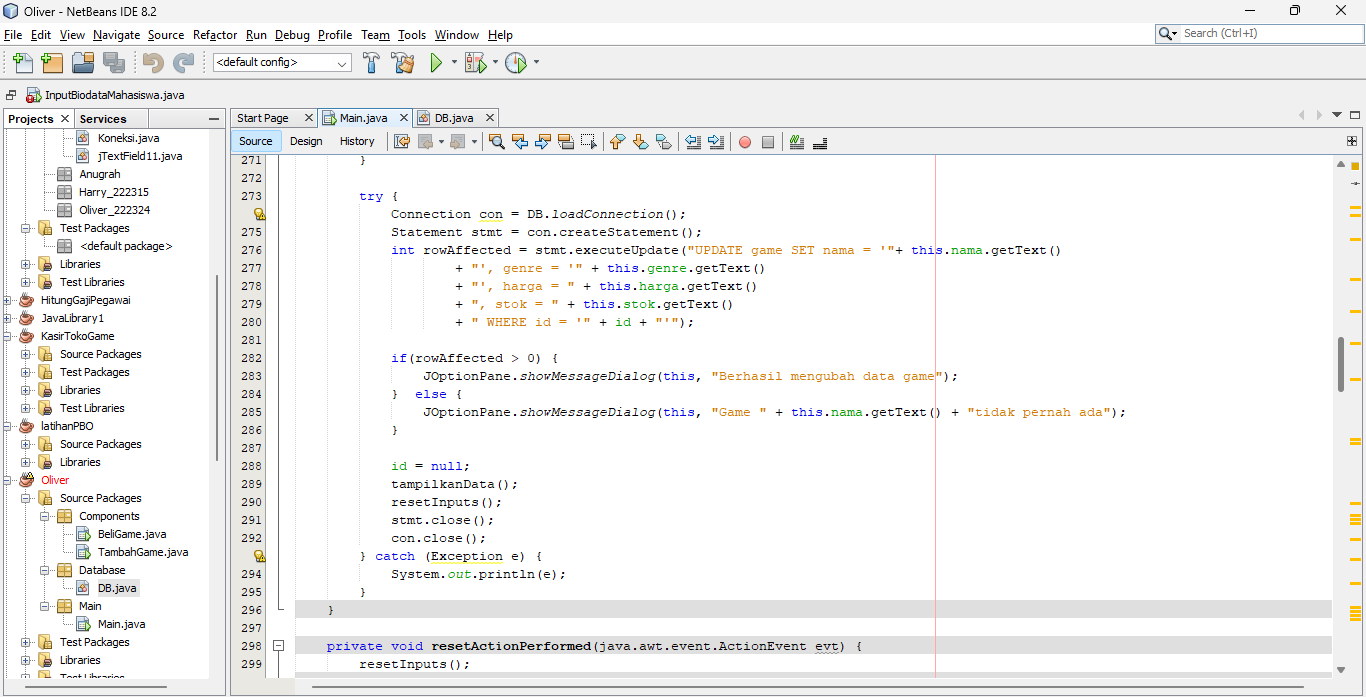 Oliver - NetBeans IDE 8.2
File Edit View Navigate Source Refactor Run Debug Profile Team Tools Window Help
Search (Ctrl+I)
<default config>
InputBiodataMahasiswa.java
Projects Services
Koneksi.java
jTextField11.java
Anugrah
Harry_222315
Oliver_222324
Test Packages
<default package>
Libraries
Test Libraries
HitungGajiPegawai
JavaLibrary1
KasirTokoGame
Source Packages
Test Packages
Libraries
Test Libraries
latihanPBO
Source Packages
Libraries
Oliver
Source Packages
Components
BeliGame.java
TambahGame.java
Database
DB.java
Main
Main.java
Test Packages
Libraries
Test Libraries
Start Page Main.java DB.java
Source Design History
271 }
272
273 try {
Connection con = DB.loadConnection();
275 Statement stmt = con.createStatement();
276 int rowAffected = stmt.executeUpdate("UPDATE game SET nama = '"+ this.nama.getText()
277 + "', genre = '" + this.genre.getText()
278 + "', harga = " + this.harga.getText()
279 + ", stok = " + this.stok.getText()
280 + " WHERE id = '" + id + "'");
281
282 if(rowAffected > 0) {
283 JOptionPane.showMessageDialog(this, "Berhasil mengubah data game");
284 } else {
285 JOptionPane.showMessageDialog(this, "Game " + this.nama.getText() + "tidak pernah ada");
286 }
287
288 id = null;
289 tampilkanData();
290 resetInputs();
291 stmt.close();
292 con.close();
} catch (Exception e) {
294 System.out.println(e);
295 }
296 }
297
298 private void resetActionPerformed(java.awt.event.ActionEvent evt) {
299 resetInputs();